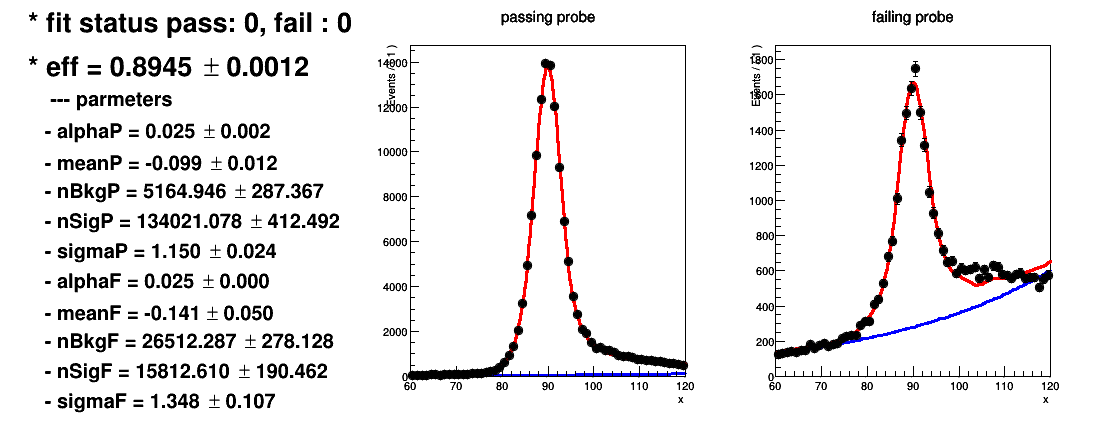 * fit status pass: 0, fail : 0
* eff = 0.8945 ± 0.0012
--- parmeters
- alphaP = 0.025 ± 0.002
- meanP = -0.099 ± 0.012
- nBkgP = 5164.946 ± 287.367
- nSigP = 134021.078 ± 412.492
- sigmaP = 1.150 ± 0.024
- alphaF = 0.025 ± 0.000
- meanF = -0.141 ± 0.050
- nBkgF = 26512.287 ± 278.128
- nSigF = 15812.610 ± 190.462
- sigmaF = 1.348 ± 0.107
passing probe
Events / ( 1 )
14000
12000
10000
8000
6000
4000
2000
0
60 70 80 90 100 110 120
x
failing probe
Events / ( 1 )
1800
1600
1400
1200
1000
800
600
400
200
0
60 70 80 90 100 110 120
x